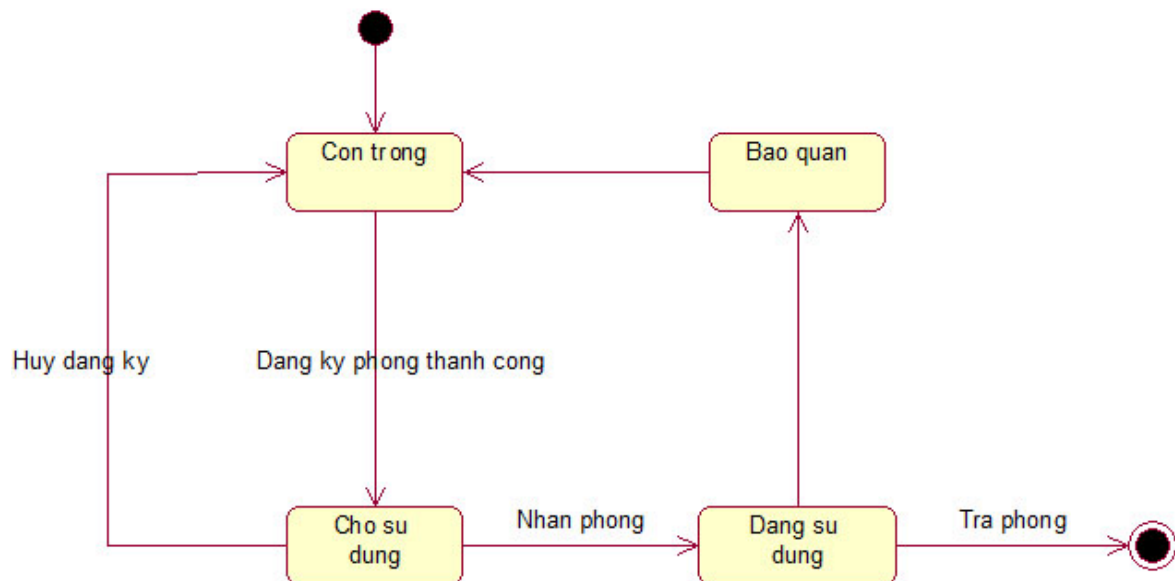 Con trong
Bao quan
Huy dang ky
Dang ky phong thanh cong
Cho su
dung
Nhan phong
Dang su
dung
Tra phong